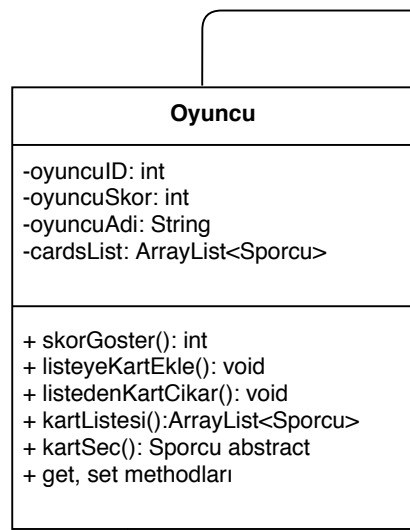 Oyuncu
-oyuncuID: int
-oyuncuSkor: int
-oyuncuAdi: String
-cardsList: ArrayList<Sporcu>
+ skorGoster(): int
+ listeyeKartEkle(): void
+ listedenKartCikar(): void
+ kartListesi():ArrayList<Sporcu>
+ kartSec(): Sporcu abstract
+ get, set methodları